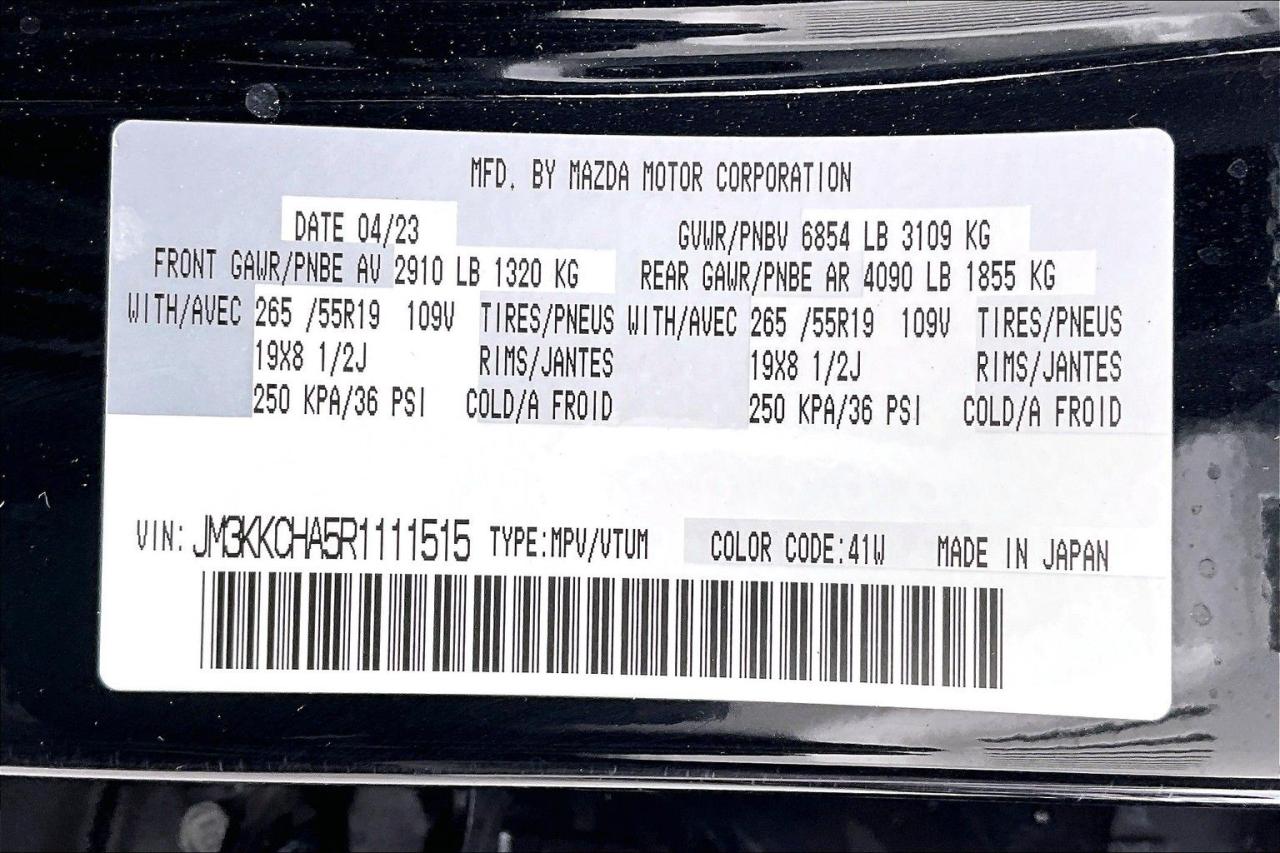 MFD. BY MAZDA MOTOR CORPORATION
DATE 04/23 GVWR/PNBV 6854 LB 3109 KG
FRONT GAWR/PNBE AV 2910 LB 1320 KG REAR GAWR/PNBE AR 4090 LB 1855 KG
WITH/AVEC 265 /55R19 109V TIRES/PNEUS WITH/AVEC 265 /55R19 109V TIRES/PNEUS
19X8 1/2J RIMS/JANTES 19X8 1/2J RIMS/JANTES
250 KPA/36 PSI COLD/A FROID 250 KPA/36 PSI COLD/A FROID
VIN: JM3KKCHA5R1111515 TYPE:MPV/VTUM COLOR CODE:41W MADE IN JAPAN